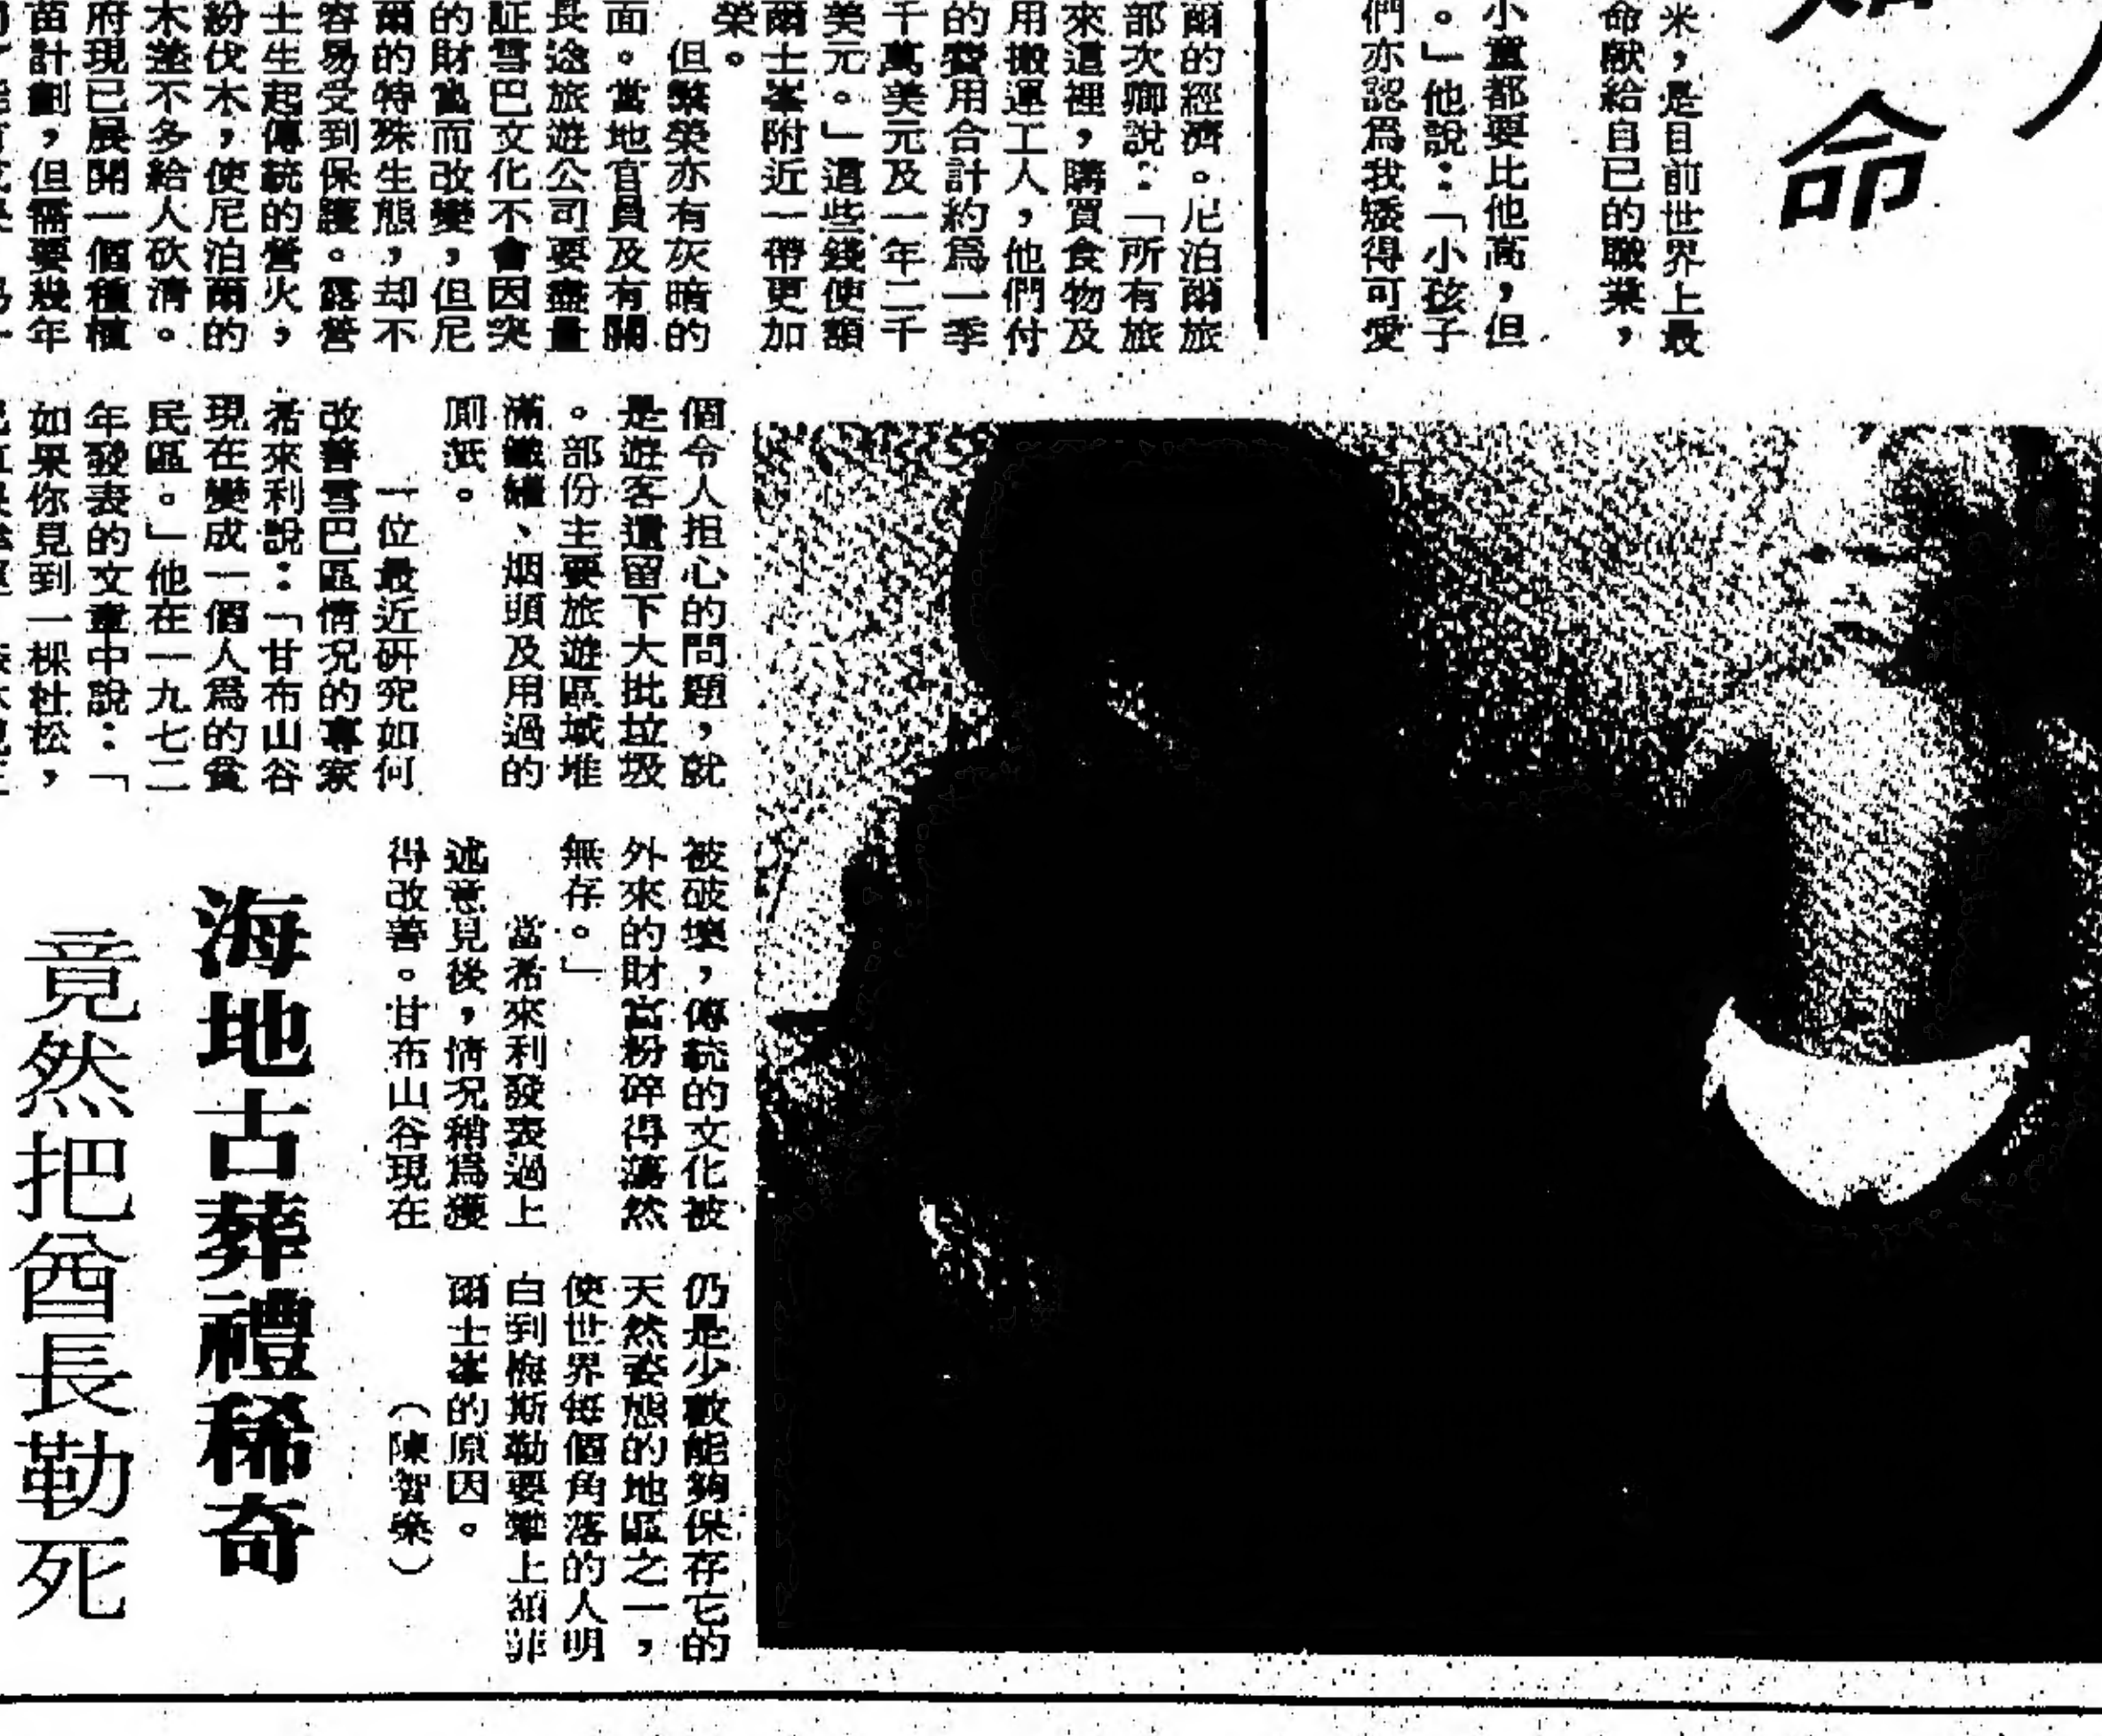 命
米，是目前世界上最
命獻給自己的職業，
小童都要比他高，但
。」他說：「小孩子
們亦認爲我矮得可愛
爾的經濟。尼泊爾旅
部次卿說：「所有旅
來這裡，購買食物及
用搬運工人，他們付
的費用合計約爲一季
千萬美元及一年二千
美元。」這些錢使額
爾士峯附近一帶更加
榮。
但繁榮亦有灰暗的
面。當地官員及有關
長途旅遊公司要盡量
証雪巴文化不會因突
的財富而改變，但尼
爾的特殊生態，却不
容易受到保護。露營
士生起傳統的營火，
紛伐木，使尼泊爾的
木差不多給人砍清。
府現已展開一個種植
苗計劃，但需要幾年
個令人担心的問題，就
是遊客遺留下大批垃圾
。部份主要旅遊區域堆
滿鐵罐、烟頭及用過的
厠紙。
一位最近研究如何
改善雪巴區情況的專家
希來利說：「甘布山谷
現在變成一個人爲的貧
民區。」他在一九七二
年發表的文章中說：「
如果你見到一棵杜松，
被破壞，傳統的文化被
外來的財富粉碎得蕩然
無存。」
當希來利發表過上
述意見後，情況稍爲獲
得改善。甘布山谷現在
仍是少數能夠保存它的
天然姿態的地區之一，
使世界每個角落的人明
白到梅斯勒要攀上額菲
爾士峯的原因。
（陳智樂）
海地古葬禮稀奇
竟然把酋長勒死